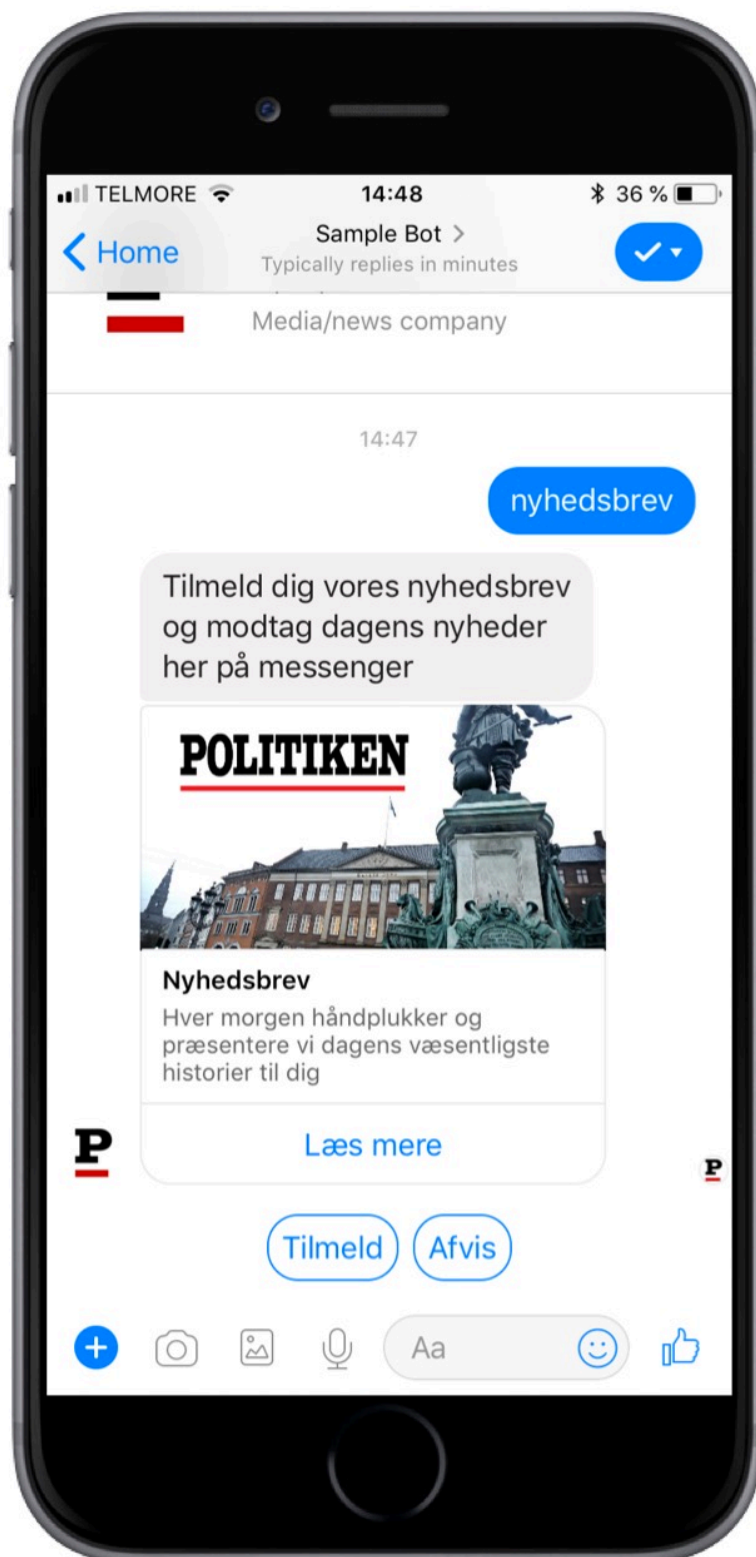 TELMORE 14:48 36 %
Home Sample Bot >
Typically replies in minutes
Media/news company
14:47
nyhedsbrev
Tilmeld dig vores nyhedsbrev
og modtag dagens nyheder
her på messenger
POLITIKEN
Nyhedsbrev
Hver morgen håndplukker og
præsentere vi dagens væsentligste
historier til dig
Læs mere
P
P
Tilmeld Afvis
Aa